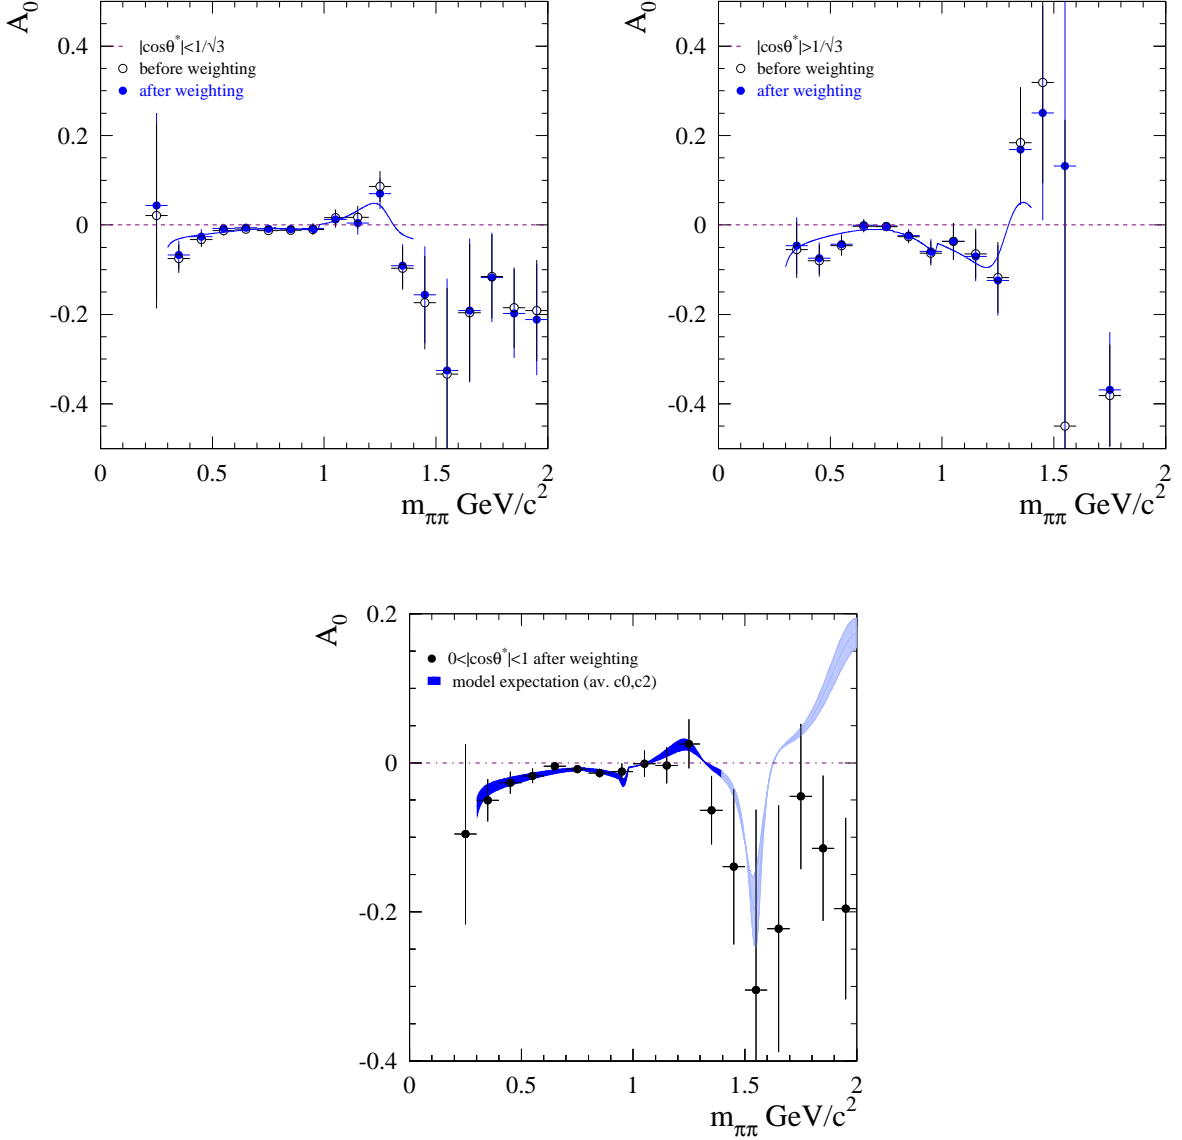 A₀
|cosθ*|<1/√3
before weighting
after weighting
0.4
0.2
0
-0.2
-0.4
0 0.5 1 1.5 2
mππ GeV/c²
A₀
|cosθ*|>1/√3
before weighting
after weighting
0.4
0.2
0
-0.2
-0.4
0 0.5 1 1.5 2
mππ GeV/c²
A₀
0<|cosθ*|<1 after weighting
model expectation (av. c0,c2)
0.2
0
-0.2
-0.4
0 0.5 1 1.5 2
mππ GeV/c²